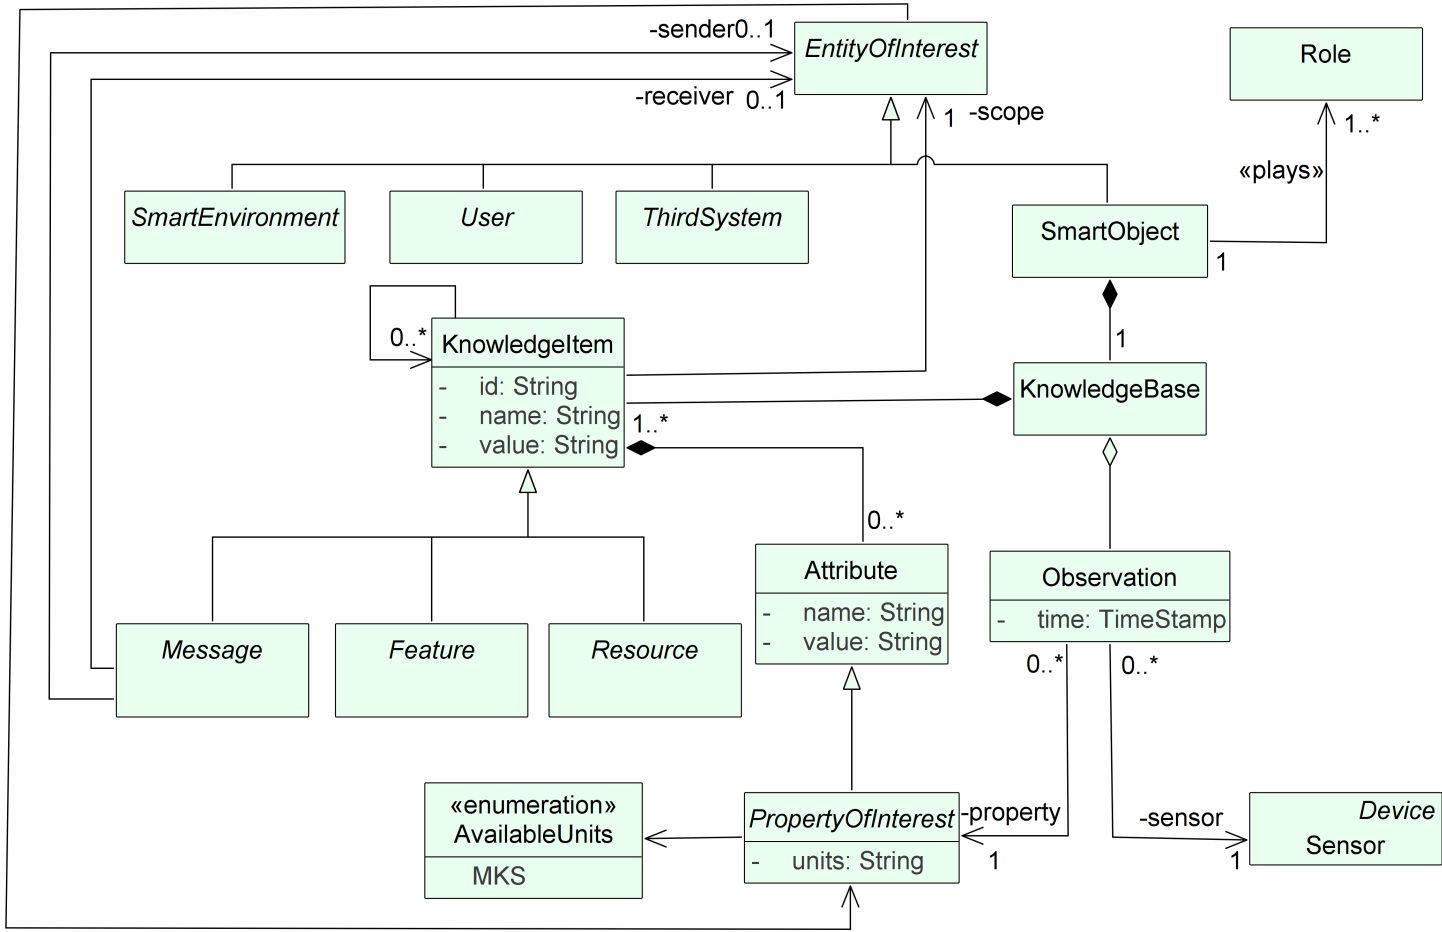 -sender0..1
EntityOfInterest
Role
-receiver 0..1
1 -scope
1..*
«plays»
SmartEnvironment
User
ThirdSystem
SmartObject
1
0..*
KnowledgeItem
- id: String
- name: String
- value: String
1
KnowledgeBase
1..*
0..*
Attribute
- name: String
- value: String
Observation
- time: TimeStamp
Message
Feature
Resource
0..*
0..*
«enumeration»
AvailableUnits
MKS
PropertyOfInterest
- units: String
-property
1
-sensor
1
Device
Sensor